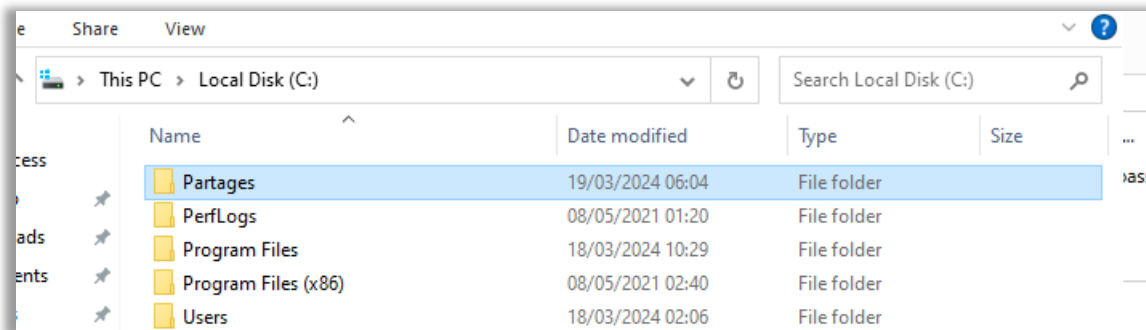 e Share View
This PC > Local Disk (C:) Search Local Disk (C:)
Name Date modified Type Size ...
cess
Partages 19/03/2024 06:04 File folder
PerfLogs 08/05/2021 01:20 File folder
ads Program Files 18/03/2024 10:29 File folder
ents Program Files (x86) 08/05/2021 02:40 File folder
Users 18/03/2024 02:06 File folder